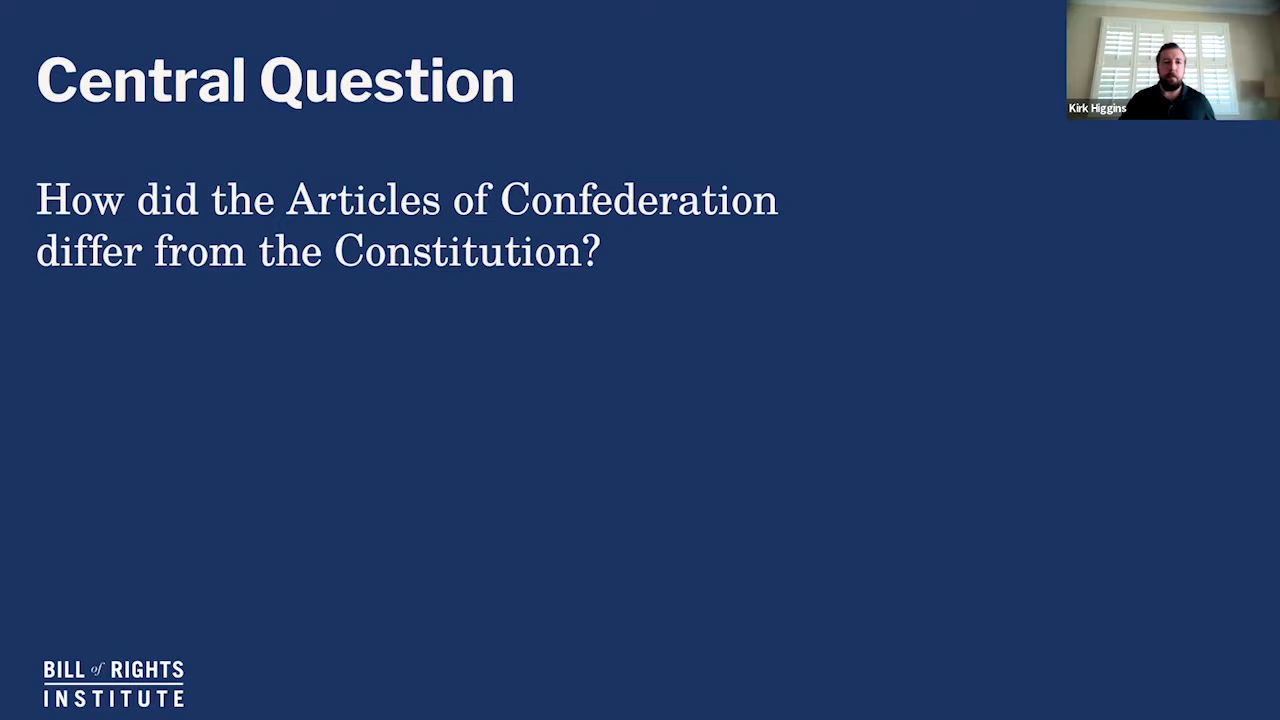 Central Question
Kirk Higgins
How did the Articles of Confederation
differ from the Constitution?
BILL of RIGHTS
INSTITUTE